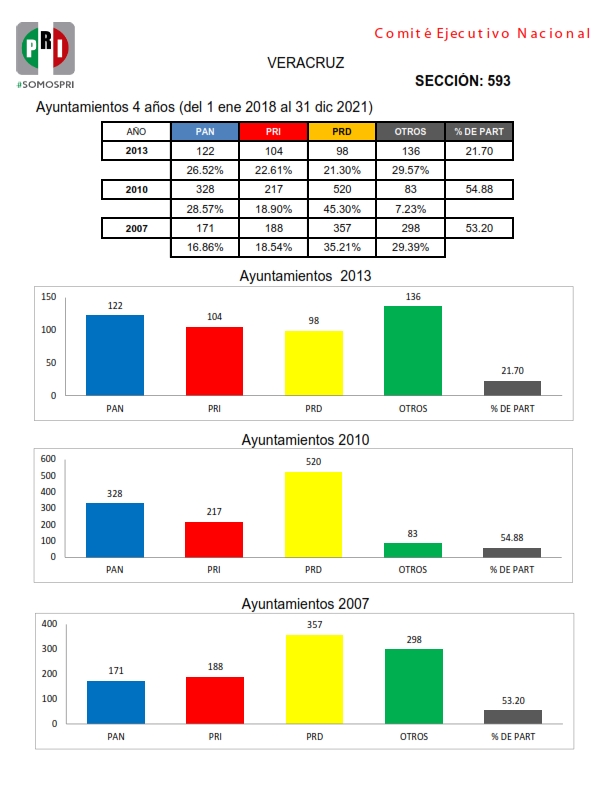 PRI
Comité Ejecutivo Nacional
#SOMOSPRI
VERACRUZ
SECCIÓN: 593
Ayuntamientos 4 años (del 1 ene 2018 al 31 dic 2021)
AÑO PAN PRI PRD OTROS % DE PART
2013 122 104 98 136 21.70
26.52% 22.61% 21.30% 29.57%
2010 328 217 520 83 54.88
28.57% 18.90% 45.30% 7.23%
2007 171 188 357 298 53.20
16.86% 18.54% 35.21% 29.39%
Ayuntamientos 2013
150
100
50
0
122 104 98 136 21.70
PAN PRI PRD OTROS % DE PART
Ayuntamientos 2010
600
500
400
300
200
100
0
328 217 520 83 54.88
PAN PRI PRD OTROS % DE PART
Ayuntamientos 2007
400
300
200
100
0
171 188 357 298 53.20
PAN PRI PRD OTROS % DE PART